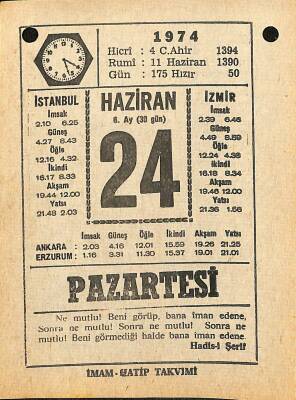 1974
Hicrî : 4 C.Ahir 1394
Rumî : 11 Haziran 1390
Gün : 175 Hızır 50
İSTANBUL
İmsak
2.10 6.25
Güneş
4.27 8.43
Öğle
12.16 4.32
İkindi
16.17 8.33
Akşam
19.44 12.00
Yatsı
21.48 2.03
HAZİRAN
6. Ay (30 gün)
24
İZMİR
İmsak
2.39 6.45
Güneş
4.49 8.59
Öğle
12.24 4.38
İkindi
16.18 8.34
Akşam
19.46 12.00
Yatsı
21.36 1.56
İmsak Güneş Öğle İkindi Akşam Yatsı
ANKARA : 2.03 4.16 12.01 15.59 19.26 21.25
ERZURUM : 1.16 3.31 11.30 15.37 19.01 21.01
PAZARTESİ
Ne mutlu! Beni görüp, bana iman edene,
Sonra ne mutlu! Sonra ne mutlu! Sonra ne
mutlu! Beni görmediği halde bana iman edene.
Hadis-i Şerif
İMAM-HATİP TAKVİMİ